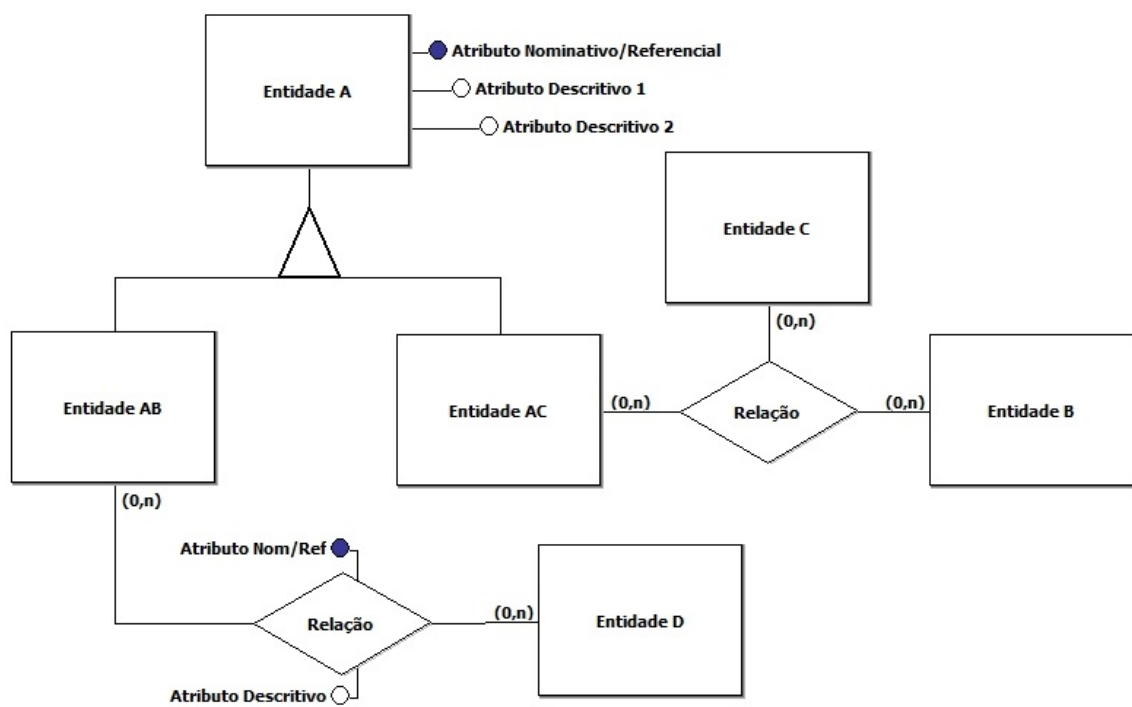 Entidade A
Atributo Nominativo/Referencial
Atributo Descritivo 1
Atributo Descritivo 2
Entidade C
(0,n)
Entidade AB
(0,n)
Entidade AC
(0,n)
Relação
(0,n)
Entidade B
Atributo Nom/Ref
Relação
(0,n)
Entidade D
Atributo Descritivo